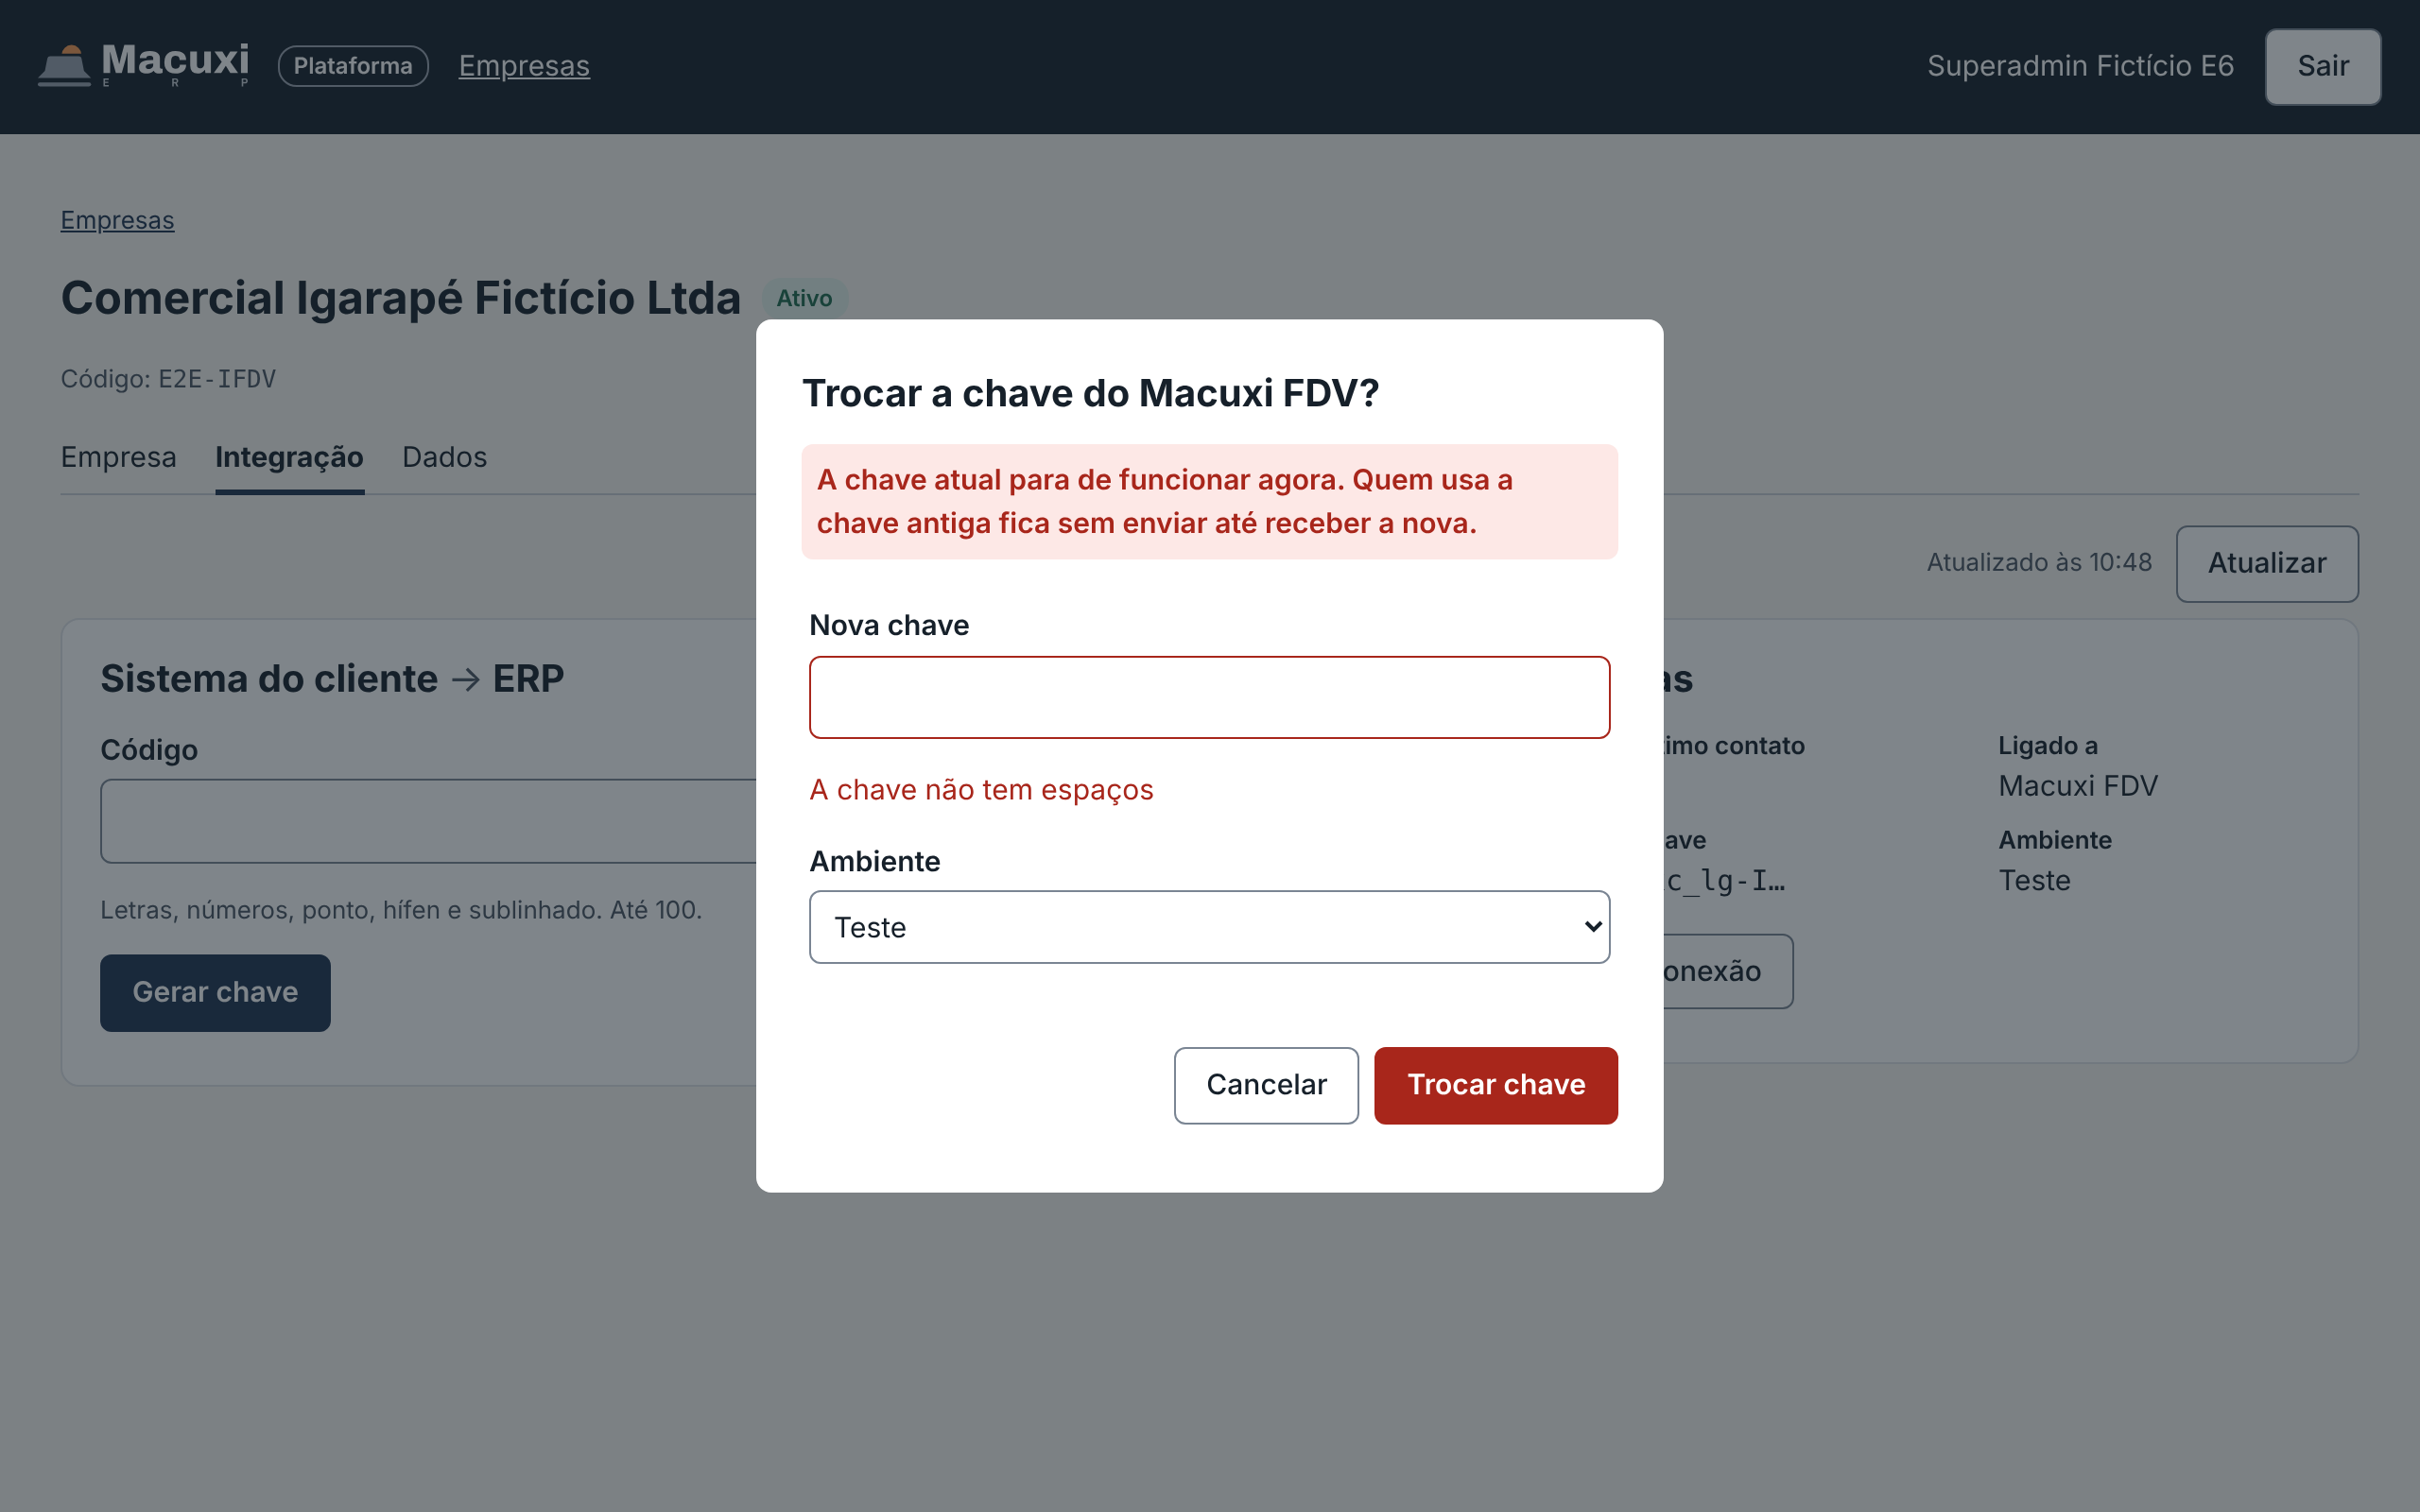 Macuxi
E R P
Plataforma
Empresas
Superadmin Fictício E6
Sair
Empresas
Comercial Igarapé Fictício Ltda
Ativo
Código: E2E-IFDV
Empresa
Integração
Dados
Atualizado às 10:48
Atualizar
Sistema do cliente → ERP
Código
Letras, números, ponto, hífen e sublinhado. Até 100.
Gerar chave
Trocar a chave do Macuxi FDV?
A chave atual para de funcionar agora. Quem usa a
chave antiga fica sem enviar até receber a nova.
Nova chave
A chave não tem espaços
Ambiente
Teste
Cancelar
Trocar chave
contato
Ligado a
Macuxi FDV
c_lg-I…
Ambiente
Teste